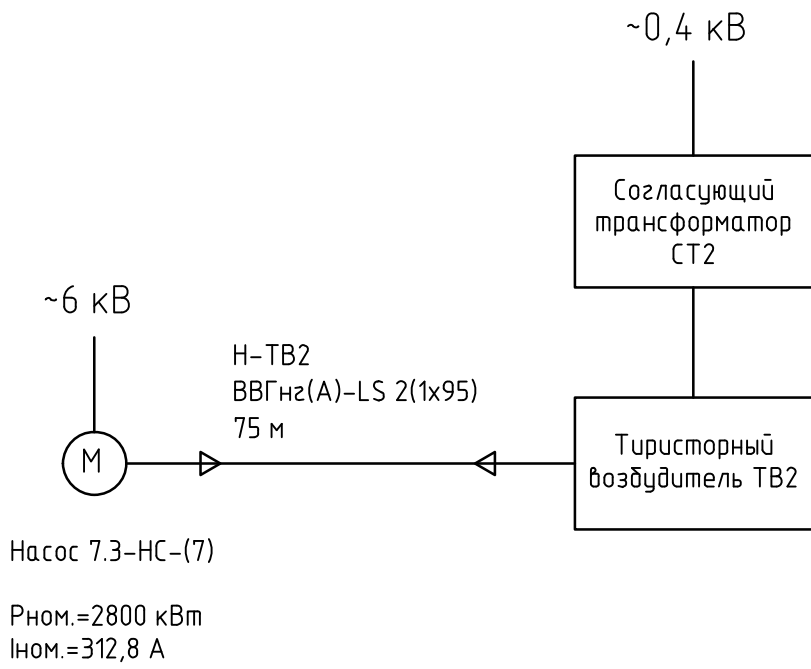 ~0,4 кВ
Согласующий
трансформатор
СТ2
~6 кВ
Н-ТВ2
ВВГнг(А)-LS 2(1х95)
75 м
М
Тиристорный
возбудитель ТВ2
Насос 7.3-НС-(7)
Рном.=2800 кВт
Iном.=312,8 А